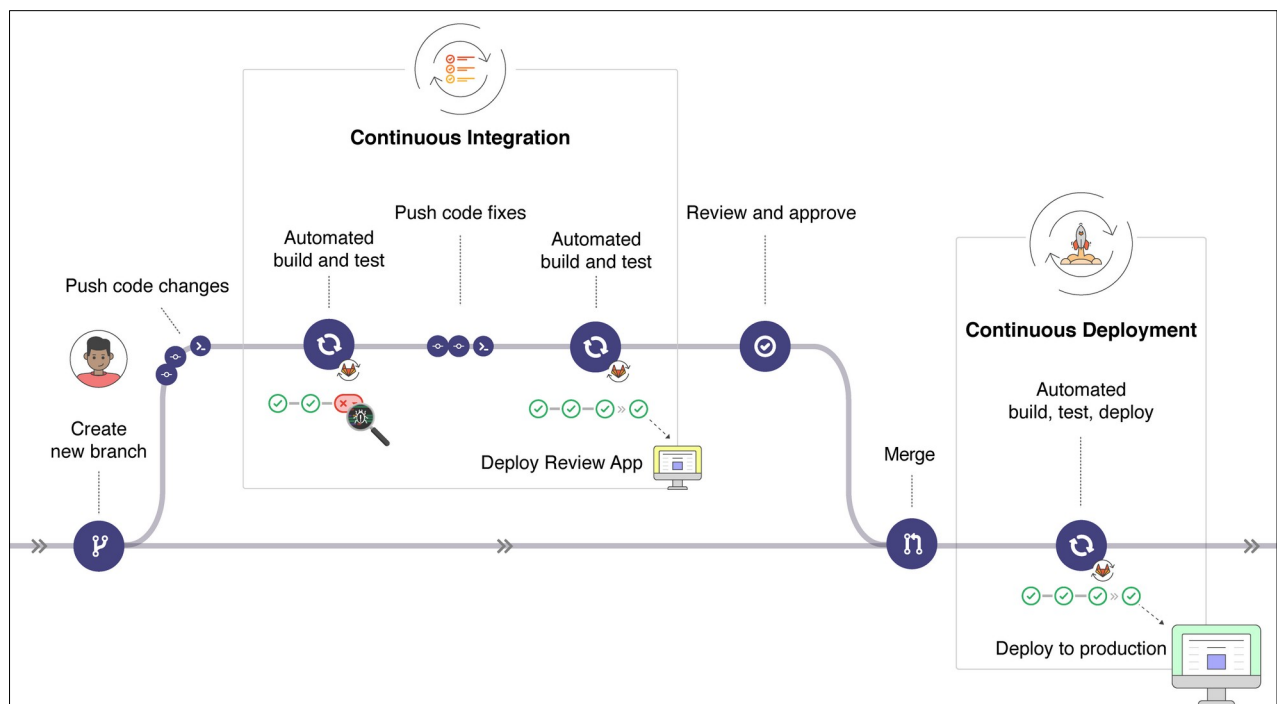 Continuous Integration
Push code fixes
Review and approve
Automated
build and test
Automated
build and test
Push code changes
Continuous Deployment
Automated
build, test, deploy
Create
new branch
Deploy Review App
Merge
Deploy to production